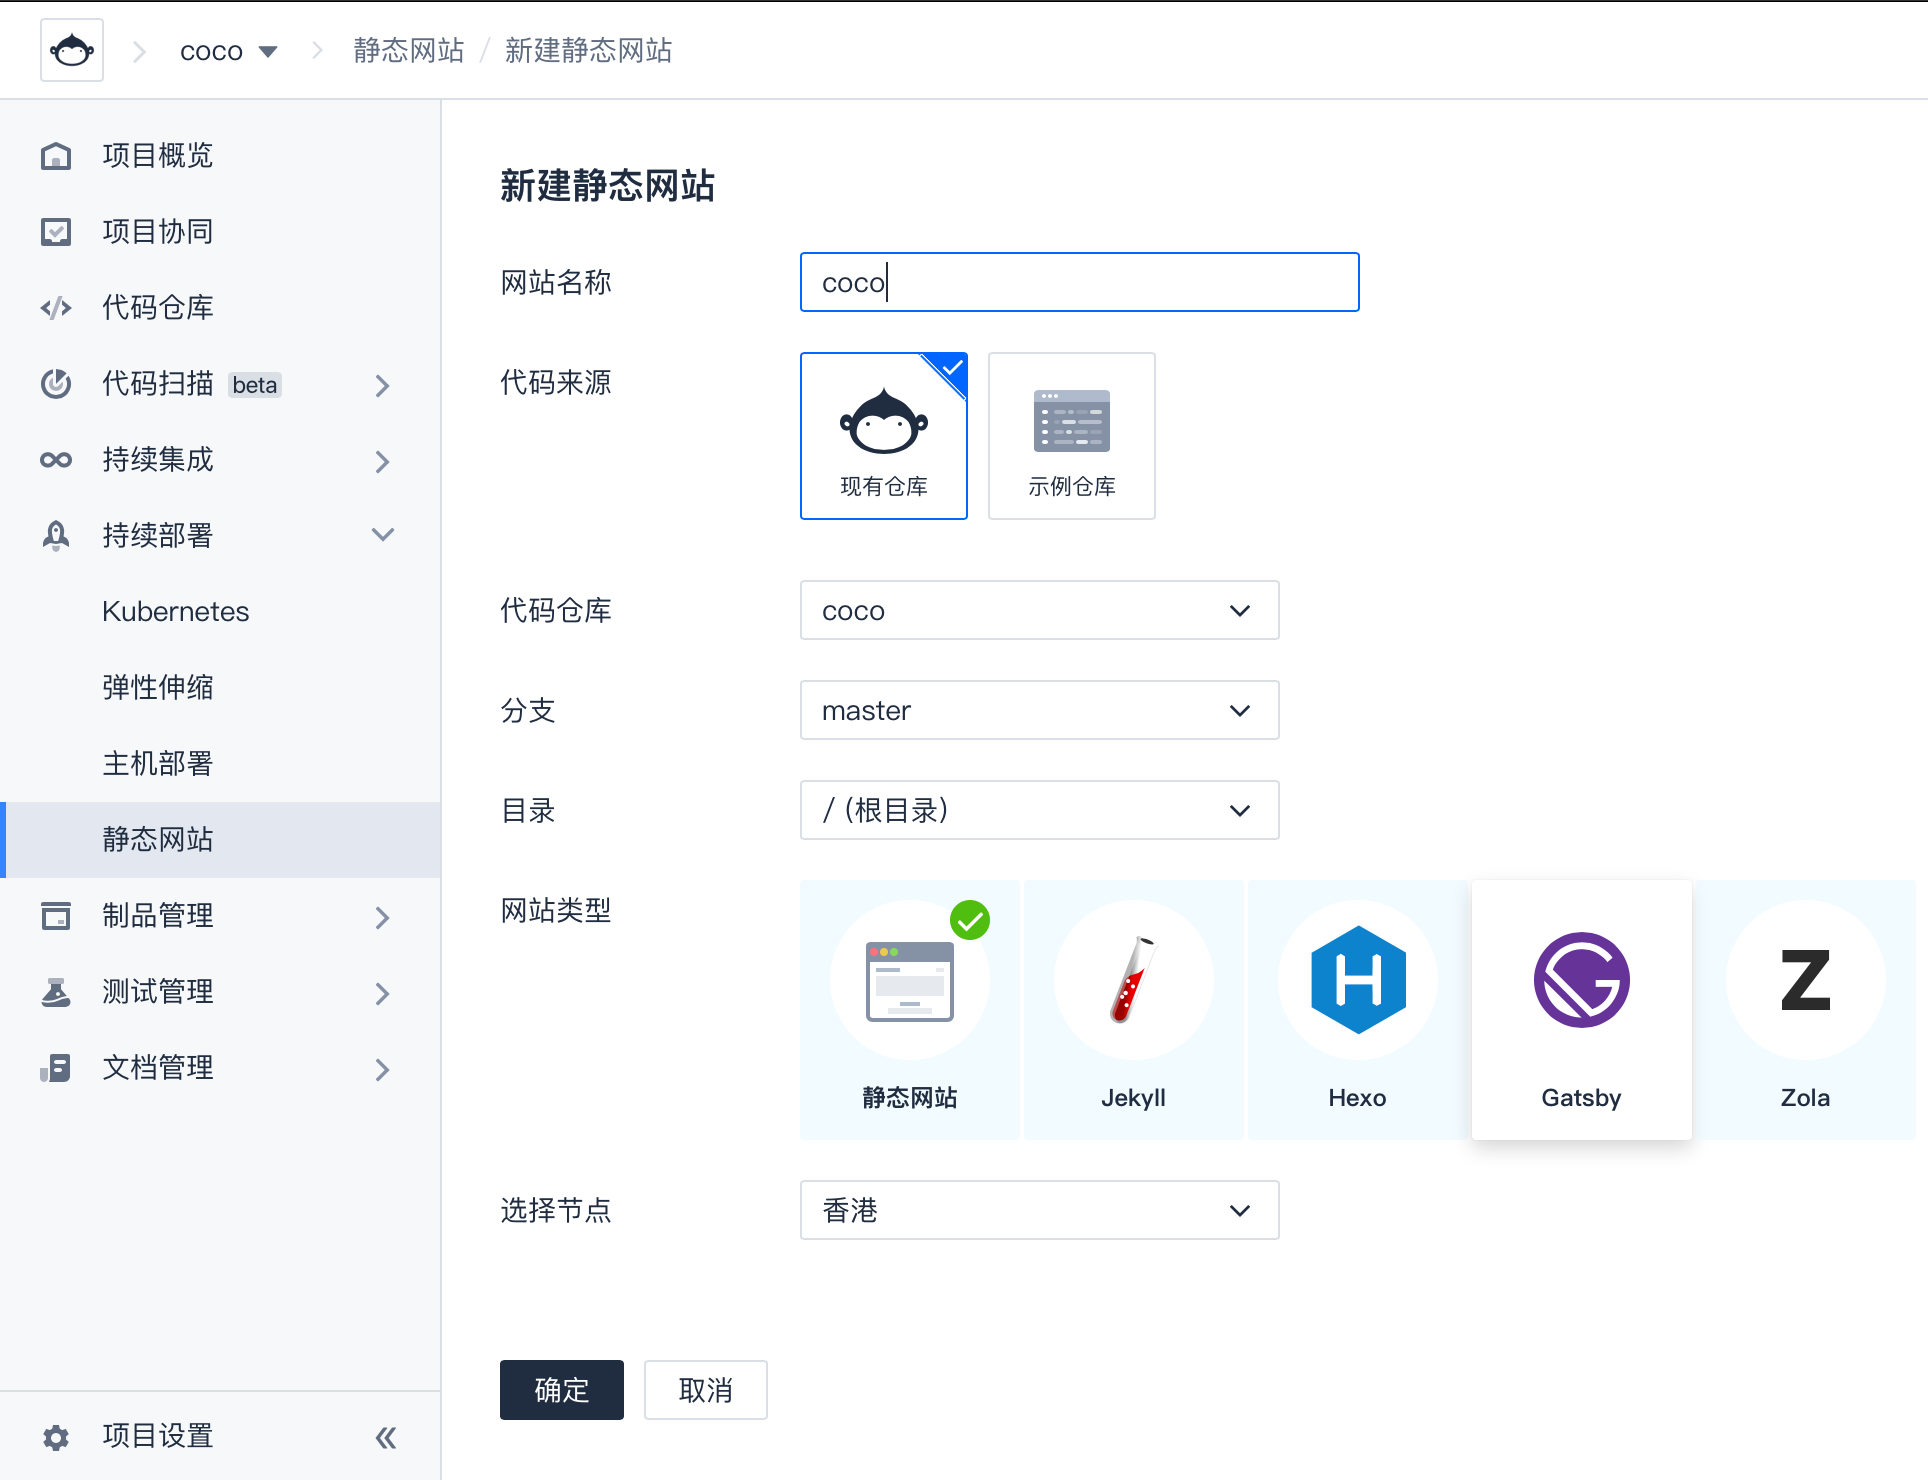 coco
静态网站 / 新建静态网站
项目概览
项目协同
代码仓库
代码扫描 beta
持续集成
持续部署
Kubernetes
弹性伸缩
主机部署
静态网站
制品管理
测试管理
文档管理
项目设置
新建静态网站
网站名称
coco
代码来源
现有仓库
示例仓库
代码仓库
coco
分支
master
目录
/ (根目录)
网站类型
静态网站
Jekyll
Hexo
Gatsby
Zola
选择节点
香港
确定
取消